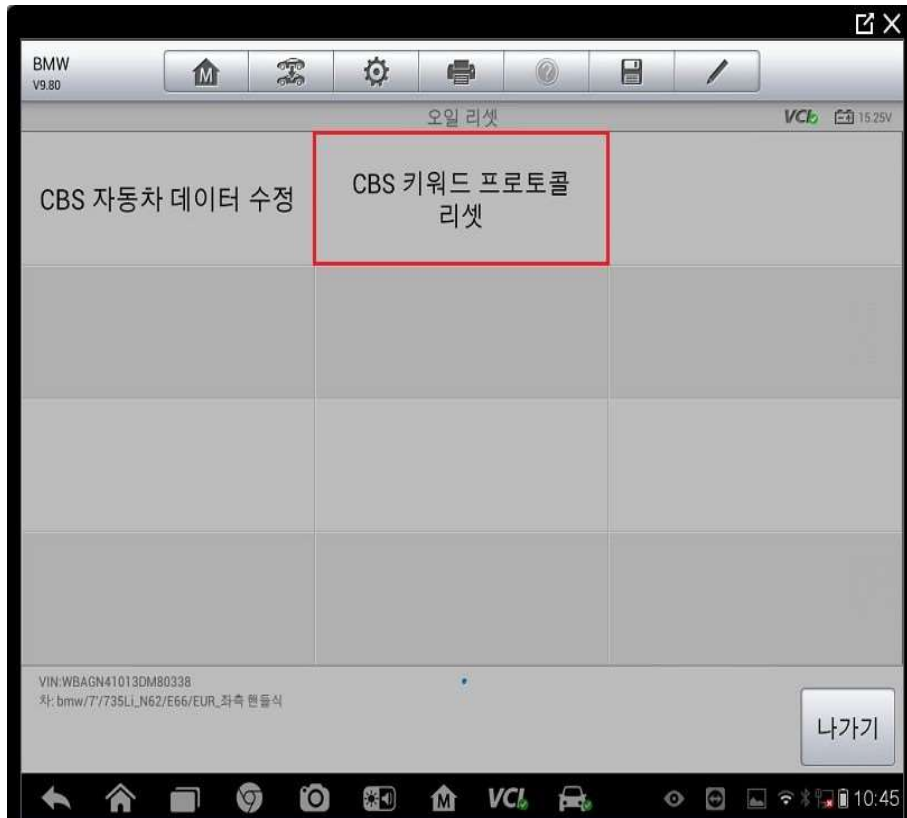 BMW
V9.80
오일 리셋
VCI 15.25V
CBS 자동차 데이터 수정
CBS 키워드 프로토콜
리셋
VIN:WBAGN41013DM80338
차: bmw/7'/735Li_N62/E66/EUR_좌측 핸들식
나가기
M VCI 10:45